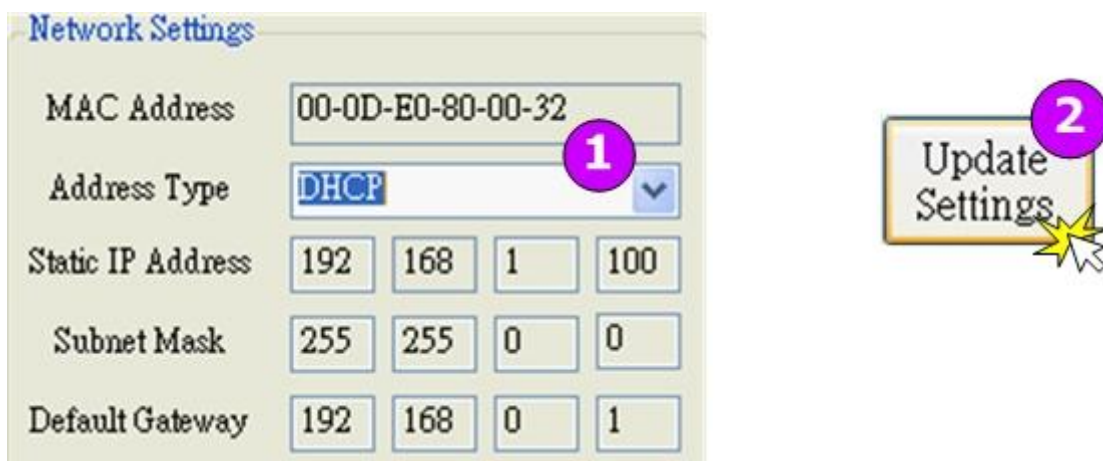 Network Settings
MAC Address 00-0D-E0-80-00-32
1
Address Type DHCP
Static IP Address 192 168 1 100
Subnet Mask 255 255 0 0
Default Gateway 192 168 0 1
2
Update
Settings